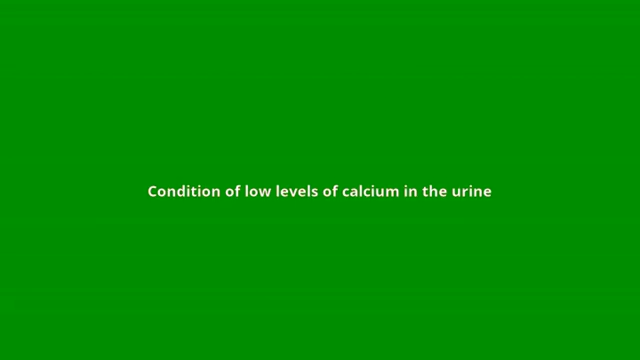 Condition of low levels of calcium in the urine